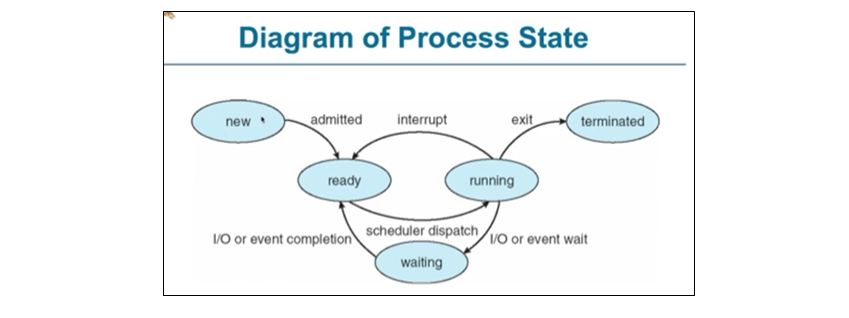 Diagram of Process State
new
admitted
interrupt
exit
terminated
ready
running
scheduler dispatch
I/O or event completion
I/O or event wait
waiting